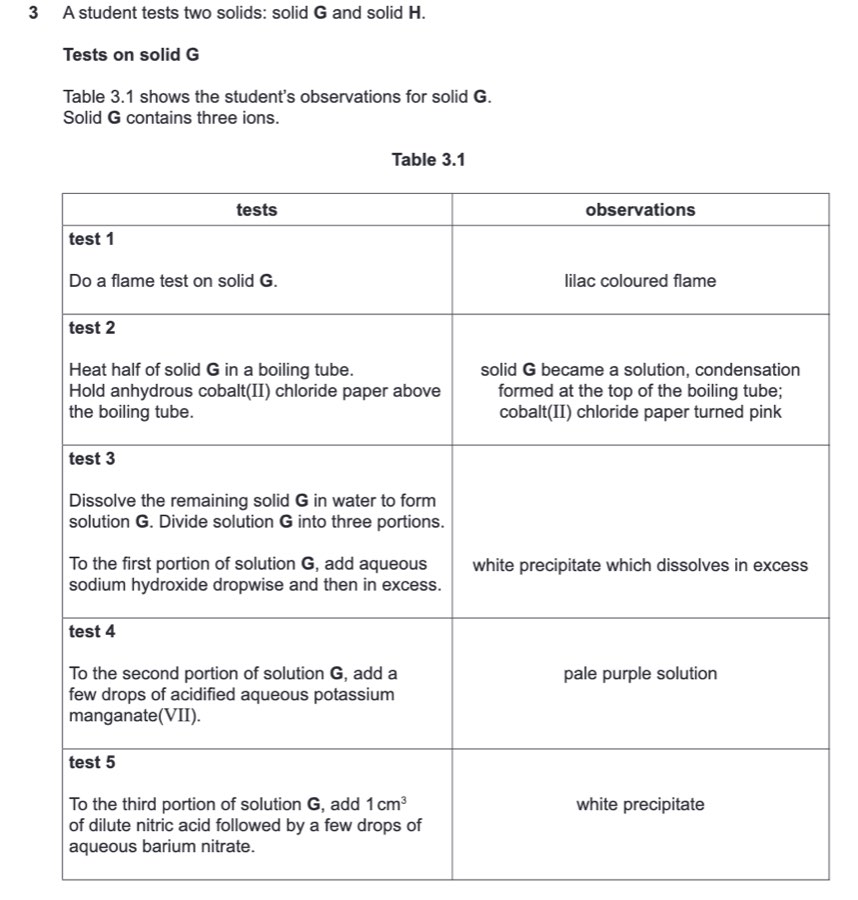 3 A student tests two solids: solid G and solid H.
Tests on solid G
Table 3.1 shows the student's observations for solid G.
Solid G contains three ions.
Table 3.1
tests
observations
test 1
Do a flame test on solid G.
lilac coloured flame
test 2
Heat half of solid G in a boiling tube.
Hold anhydrous cobalt(II) chloride paper above
the boiling tube.
solid G became a solution, condensation
formed at the top of the boiling tube;
cobalt(II) chloride paper turned pink
test 3
Dissolve the remaining solid G in water to form
solution G. Divide solution G into three portions.
To the first portion of solution G, add aqueous
sodium hydroxide dropwise and then in excess.
white precipitate which dissolves in excess
test 4
To the second portion of solution G, add a
few drops of acidified aqueous potassium
manganate(VII).
pale purple solution
test 5
To the third portion of solution G, add 1 cm³
of dilute nitric acid followed by a few drops of
aqueous barium nitrate.
white precipitate